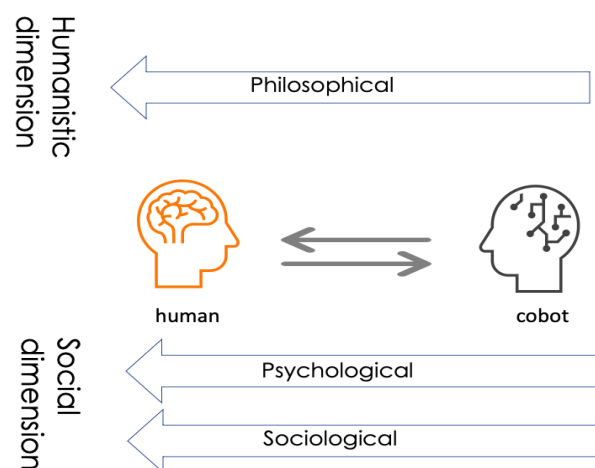 Humanistic
dimension
Philosophical
human
cobot
Social
dimension
Psychological
Sociological